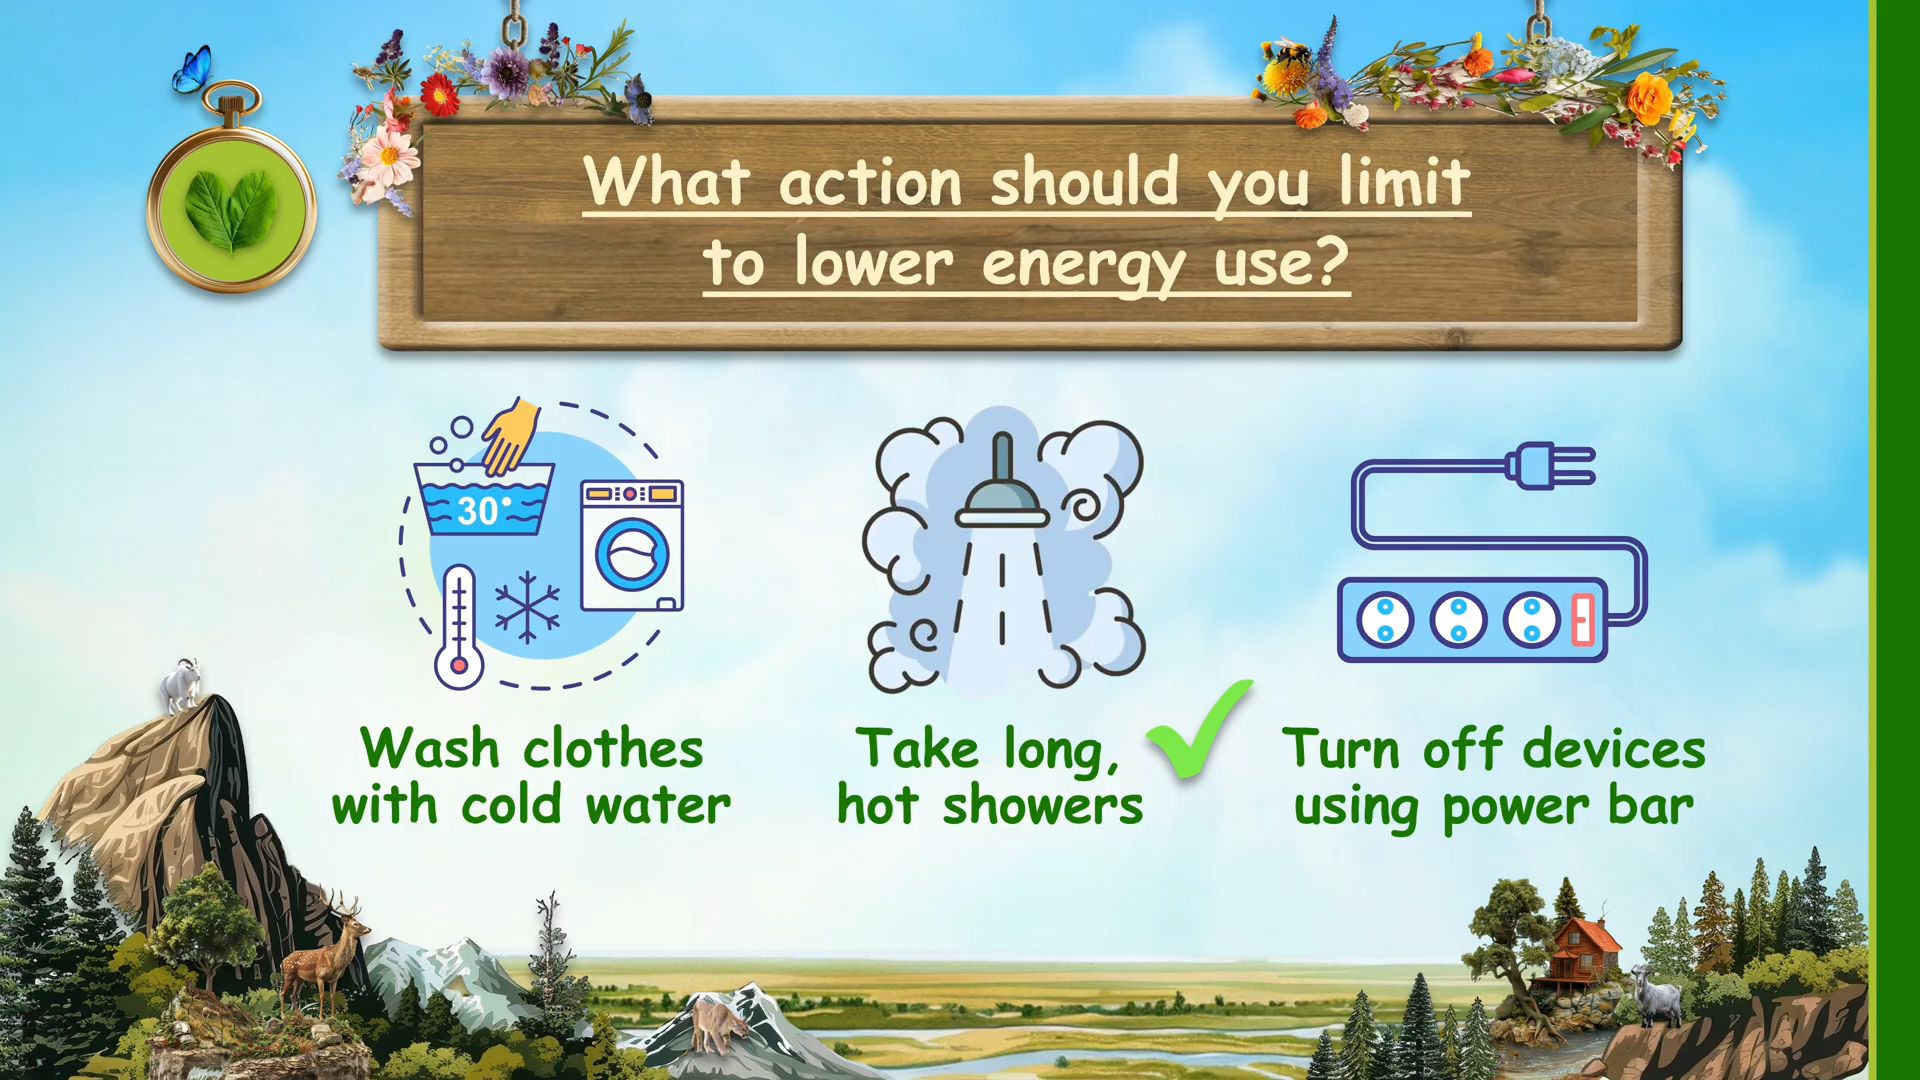 What action should you limit
to lower energy use?
30°
Wash clothes
with cold water
Take long,
hot showers
Turn off devices
using power bar